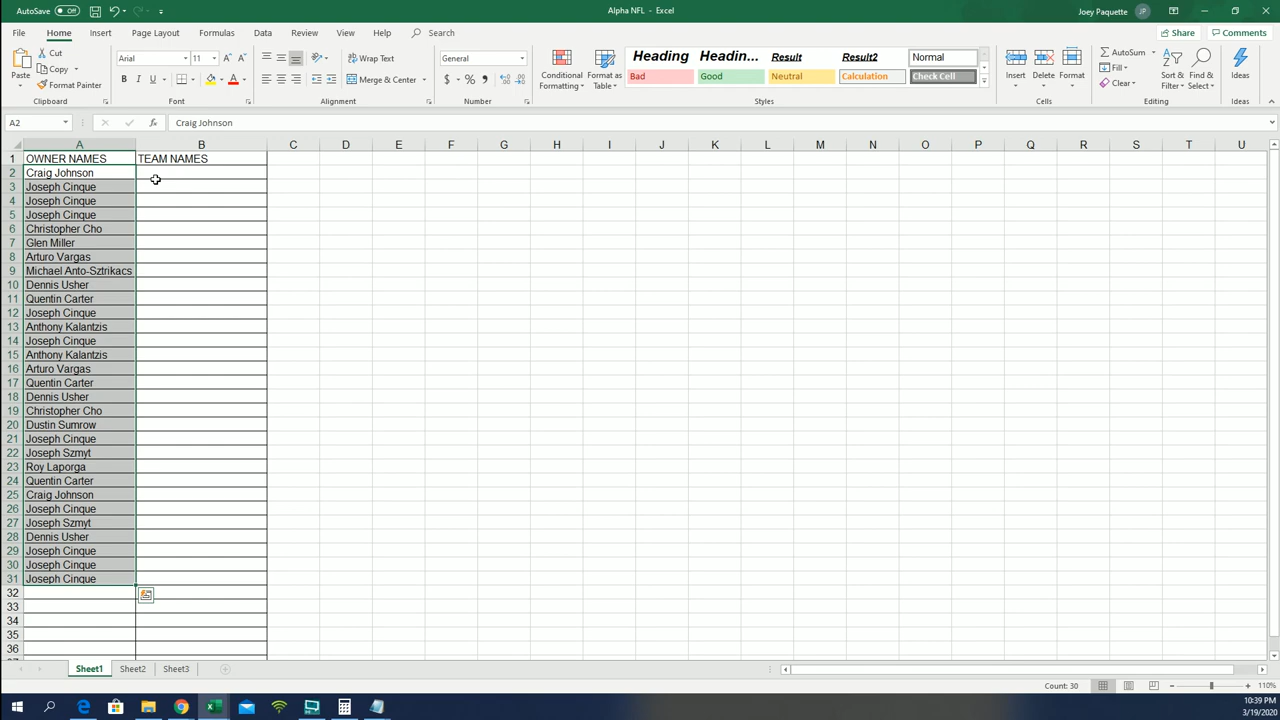 AutoSave Off
Alpha NFL - Excel
Joey Paquette JF
File Home Insert Page Layout Formulas Data Review View Help Search
Share Comments
Paste Cut Copy Format Painter
Clipboard
Arial 11
B I U
Font
Wrap Text
Merge & Center
Alignment
General
$ % ,
Number
Conditional Formatting Format as Table
Heading Headin... Result Result2 Normal
Bad Good Neutral Calculation Check Cell
Styles
Insert Delete Format
Cells
AutoSum
Fill
Clear
Sort & Filter Find & Select
Editing
Ideas
Ideas
A2 fx Craig Johnson
A B C D E F G H I J K L M N O P Q R S T U
1 OWNER NAMES TEAM NAMES
2 Craig Johnson
3 Joseph Cinque
4 Joseph Cinque
5 Joseph Cinque
6 Christopher Cho
7 Glen Miller
8 Arturo Vargas
9 Michael Anto-Sztrikacs
10 Dennis Usher
11 Quentin Carter
12 Joseph Cinque
13 Anthony Kalantzis
14 Joseph Cinque
15 Anthony Kalantzis
16 Arturo Vargas
17 Quentin Carter
18 Dennis Usher
19 Christopher Cho
20 Dustin Sumrow
21 Joseph Cinque
22 Joseph Szmyt
23 Roy Laporga
24 Quentin Carter
25 Craig Johnson
26 Joseph Cinque
27 Joseph Szmyt
28 Dennis Usher
29 Joseph Cinque
30 Joseph Cinque
31 Joseph Cinque
32
33
34
35
36
Sheet1 Sheet2 Sheet3
Count: 30 110%
10:39 PM
3/19/2020